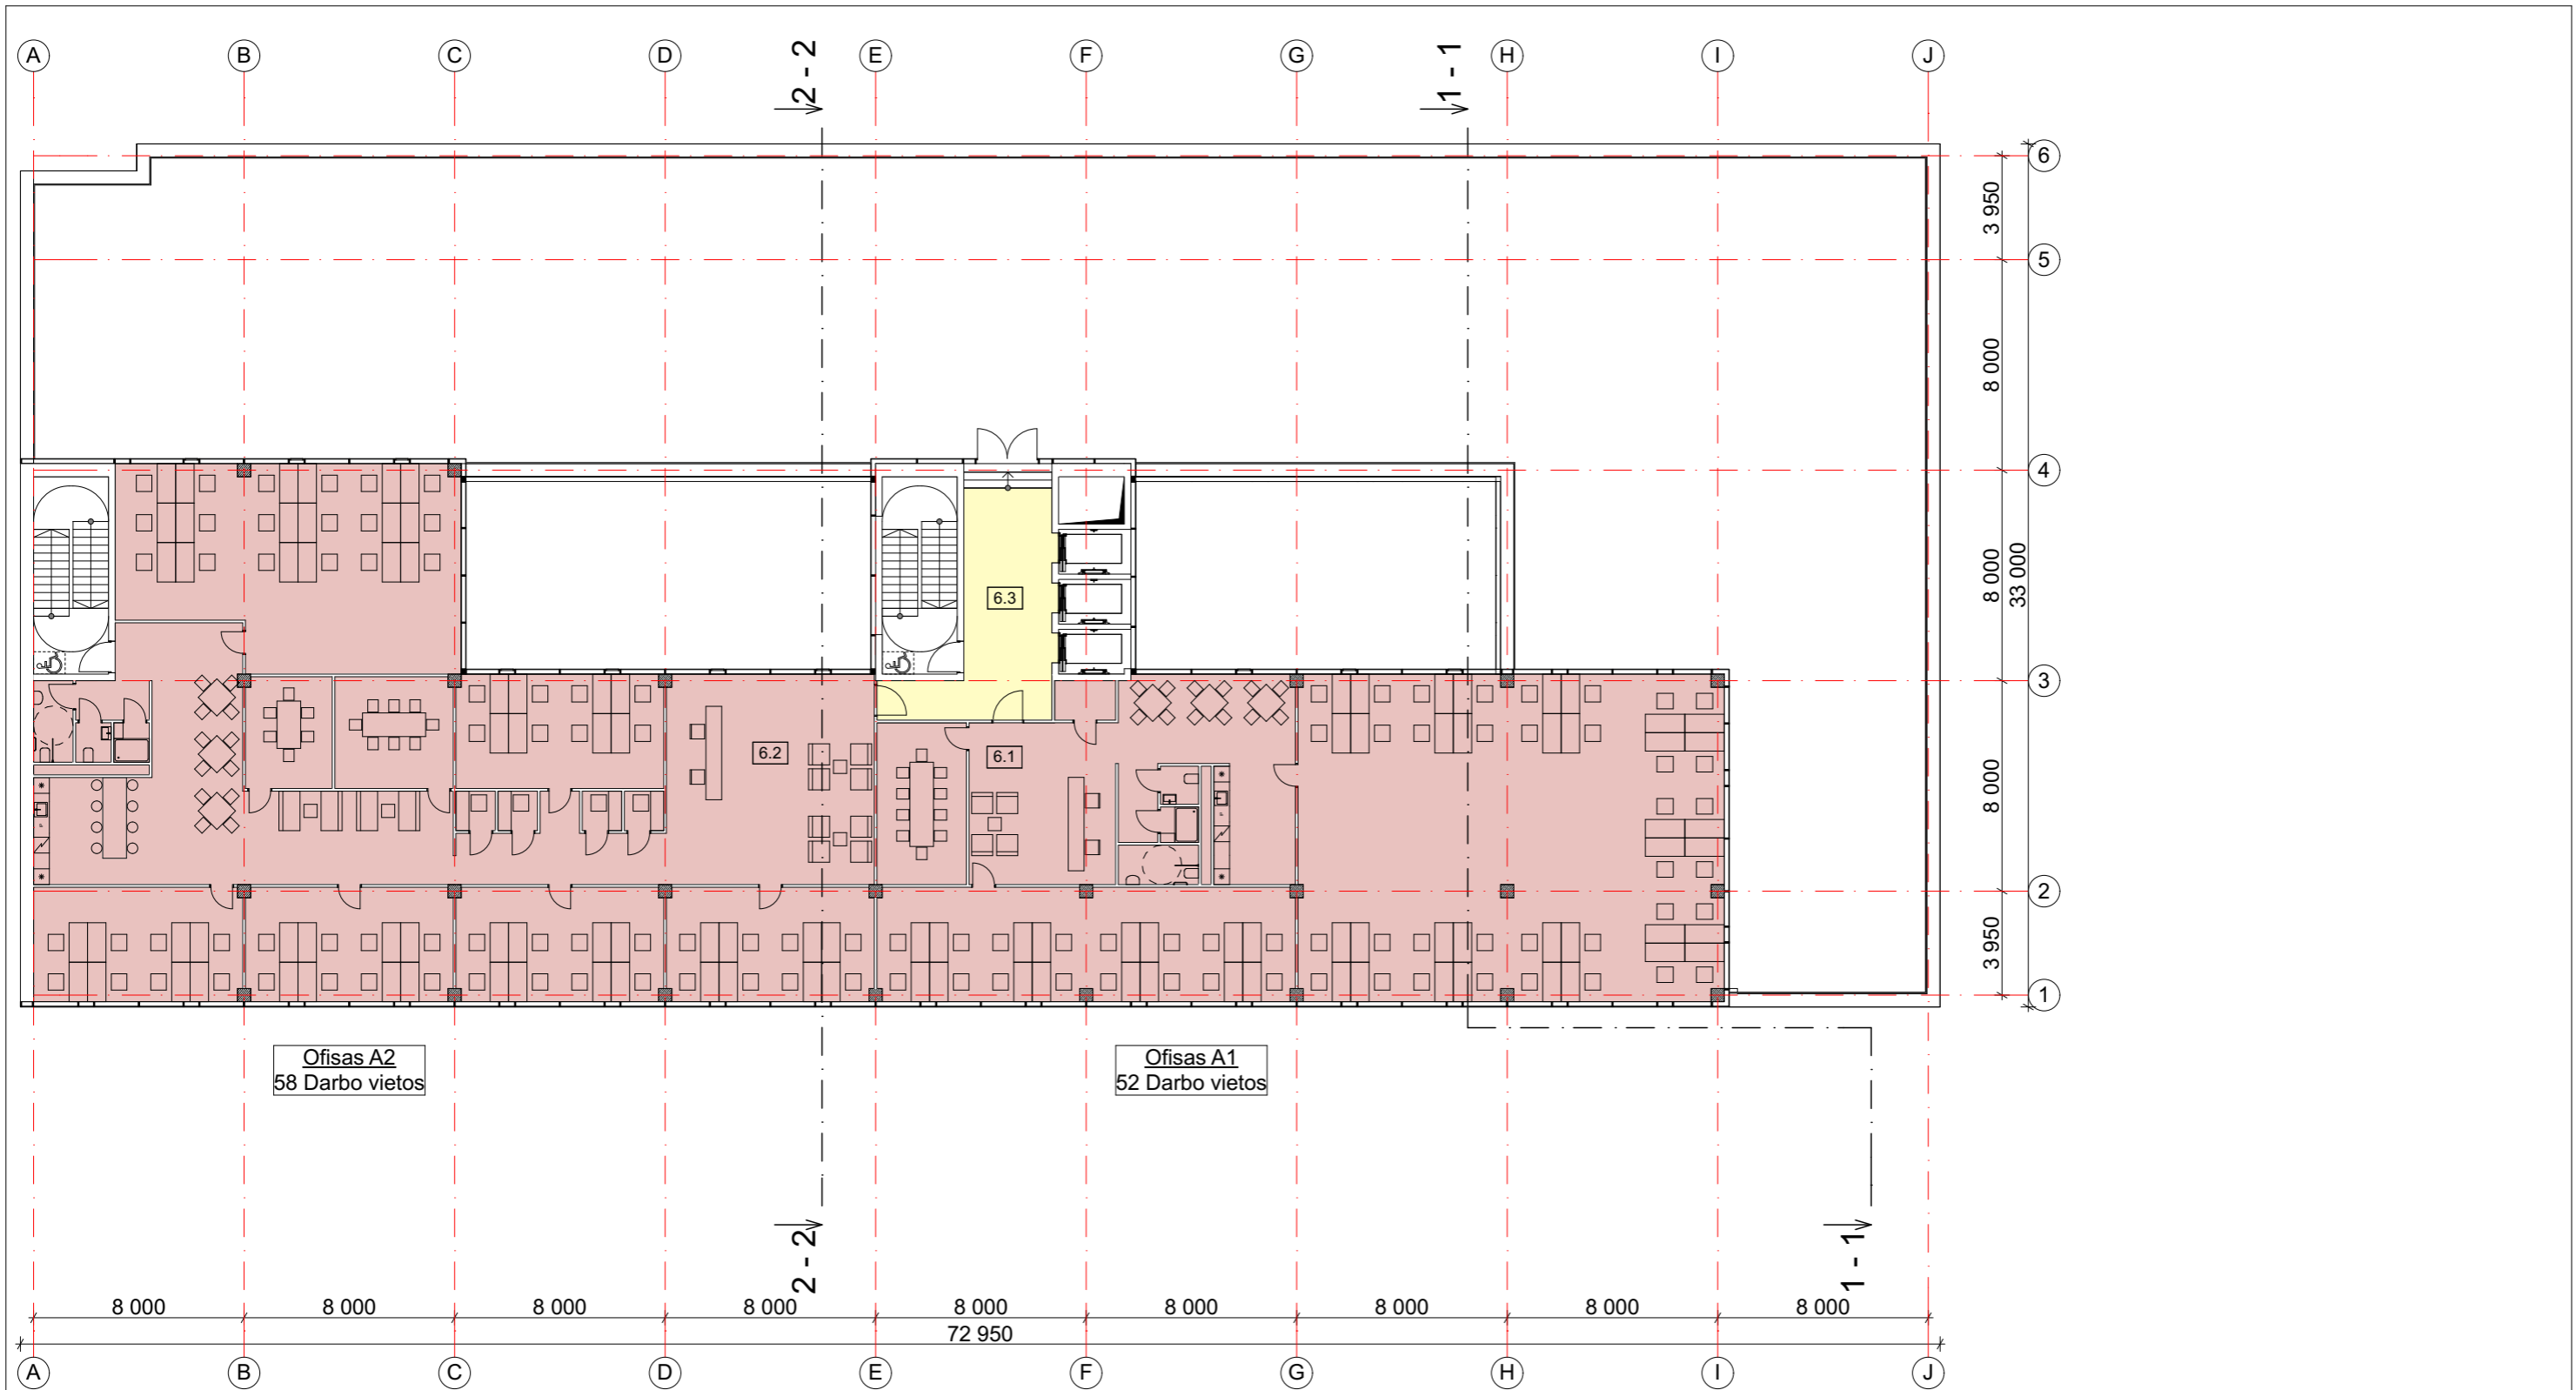 A B C D E F G H I J
2 - 2
1 - 1
6
3 950
5
8 000
4
8 000
33 000
6.3
3
6.2
6.1
8 000
2
3 950
1
Ofisas A2
58 Darbo vietos
Ofisas A1
52 Darbo vietos
2 - 2
1 - 1
8 000 8 000 8 000 8 000 8 000 8 000 8 000 8 000 8 000
72 950
A B C D E F G H I J